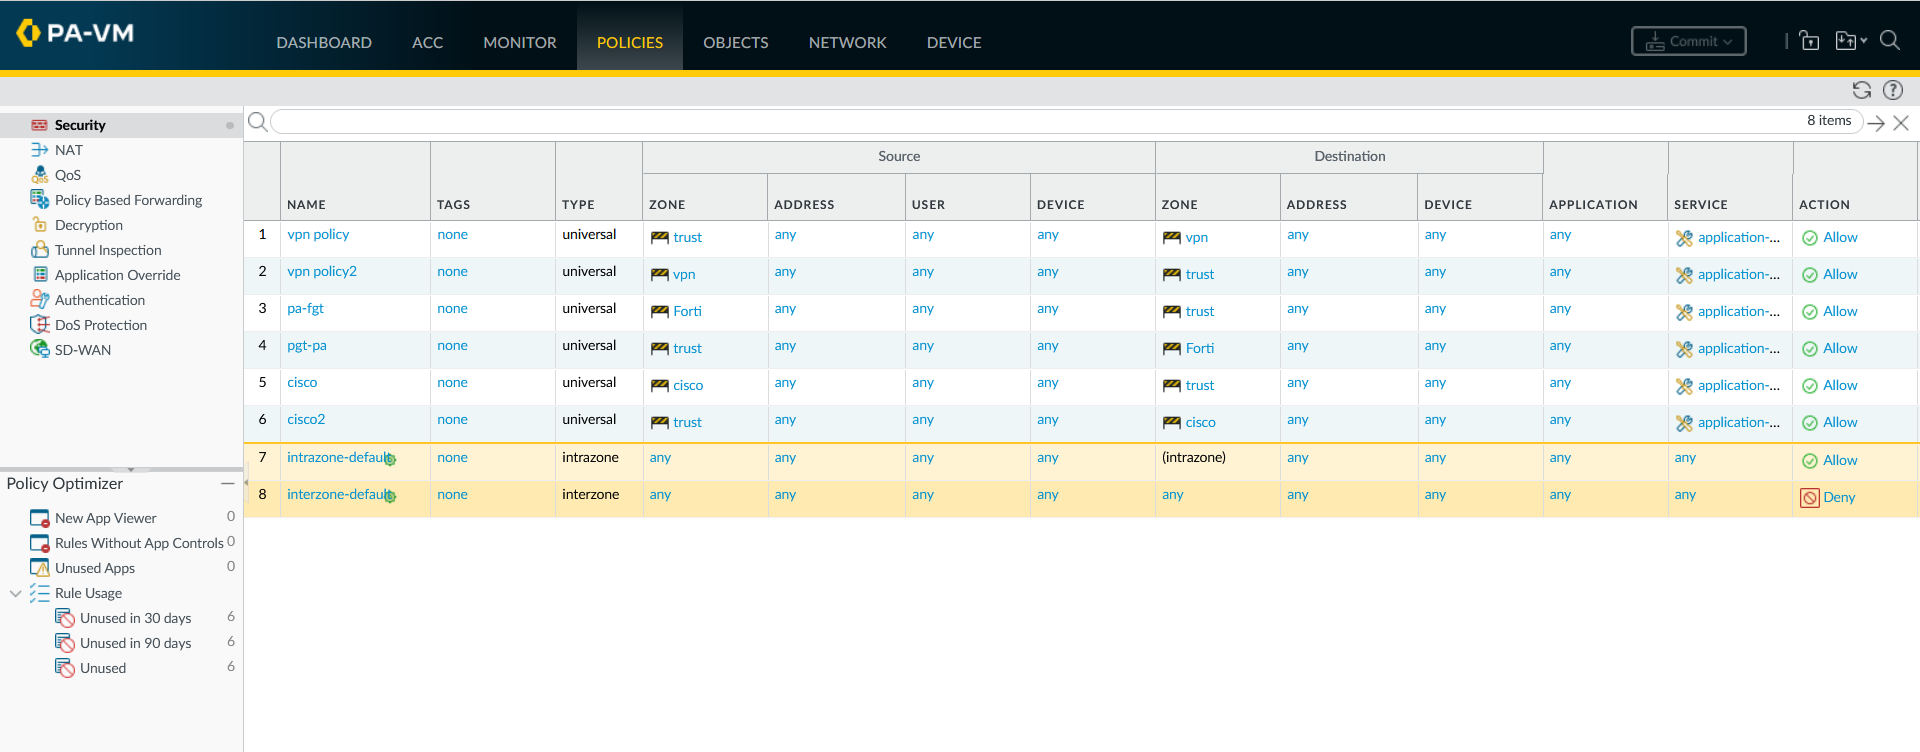 PA-VM
DASHBOARD ACC MONITOR POLICIES OBJECTS NETWORK DEVICE Commit
8 items
Security
NAT
QoS
Policy Based Forwarding
Decryption
Tunnel Inspection
Application Override
Authentication
DoS Protection
SD-WAN
Policy Optimizer
New App Viewer 0
Rules Without App Controls 0
Unused Apps 0
Rule Usage
Unused in 30 days 6
Unused in 90 days 6
Unused 6
Source Destination
NAME TAGS TYPE ZONE ADDRESS USER DEVICE ZONE ADDRESS DEVICE APPLICATION SERVICE ACTION
1 vpn policy none universal trust any any any vpn any any any application-... Allow
2 vpn policy2 none universal vpn any any any trust any any any application-... Allow
3 pa-fgt none universal Forti any any any trust any any any application-... Allow
4 pgt-pa none universal trust any any any Forti any any any application-... Allow
5 cisco none universal cisco any any any trust any any any application-... Allow
6 cisco2 none universal trust any any any cisco any any any application-... Allow
7 intrazone-default none intrazone any any any any (intrazone) any any any any Allow
8 interzone-default none interzone any any any any any any any any any Deny